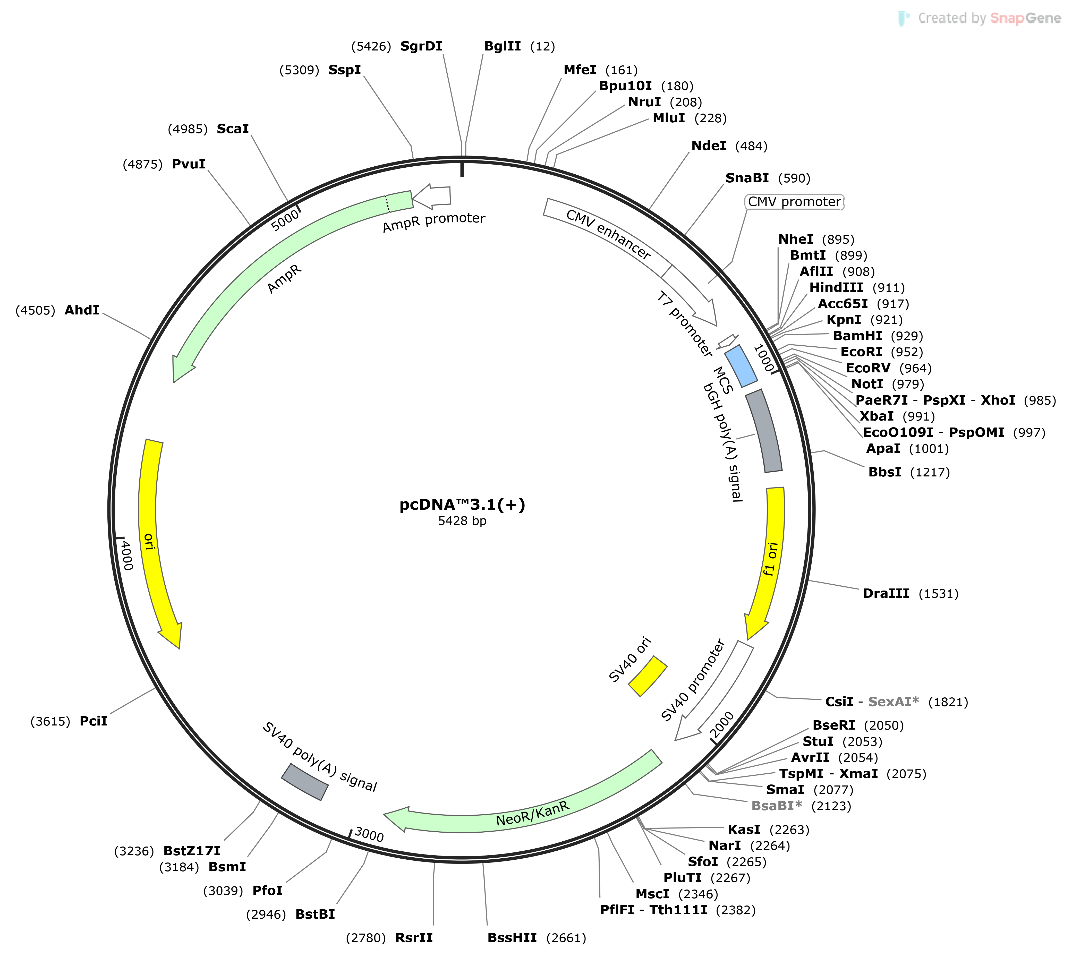 Created by SnapGene
(5426) SgrDI
BglII (12)
(5309) SspI
MfeI (161)
Bpu10I (180)
NruI (208)
MluI (228)
(4985) ScaI
(4875) PvuI
NdeI (484)
SnaBI (590)
CMV promoter
5000
AmpR promoter
CMV enhancer
NheI (895)
BmtI (899)
AflII (908)
HindIII (911)
Acc65I (917)
KpnI (921)
BamHI (929)
EcoRI (952)
EcoRV (964)
NotI (979)
PaeR7I - PspXI - XhoI (985)
XbaI (991)
EcoO109I - PspOMI (997)
ApaI (1001)
BbsI (1217)
AmpR
T7 promoter
1000
MCS
bGH poly(A) signal
(4505) AhdI
pcDNA™3.1(+)
5428 bp
ori
4000
f1 ori
DraIII (1531)
SV40 ori
SV40 promoter
CsiI - SexAI* (1821)
2000
BseRI (2050)
StuI (2053)
AvrII (2054)
TspMI - XmaI (2075)
SmaI (2077)
BsaBI* (2123)
(3615) PciI
SV40 poly(A) signal
NeoR/KanR
3000
KasI (2263)
NarI (2264)
SfoI (2265)
PluTI (2267)
MscI (2346)
PflFI - Tth111I (2382)
(3236) BstZ17I
(3184) BsmI
(3039) PfoI
(2946) BstBI
(2780) RsrII
BssHII (2661)